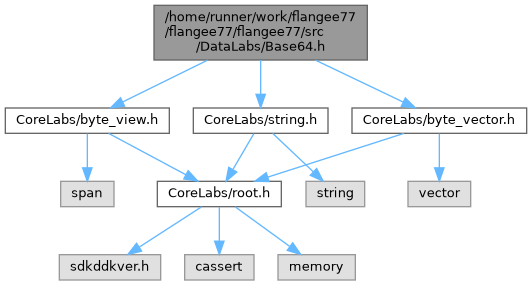 /home/runner/work/flangee77
/flangee77/flangee77/src
/DataLabs/Base64.h
CoreLabs/byte_view.h
CoreLabs/string.h
CoreLabs/byte_vector.h
span
CoreLabs/root.h
string
vector
sdkddkver.h
cassert
memory